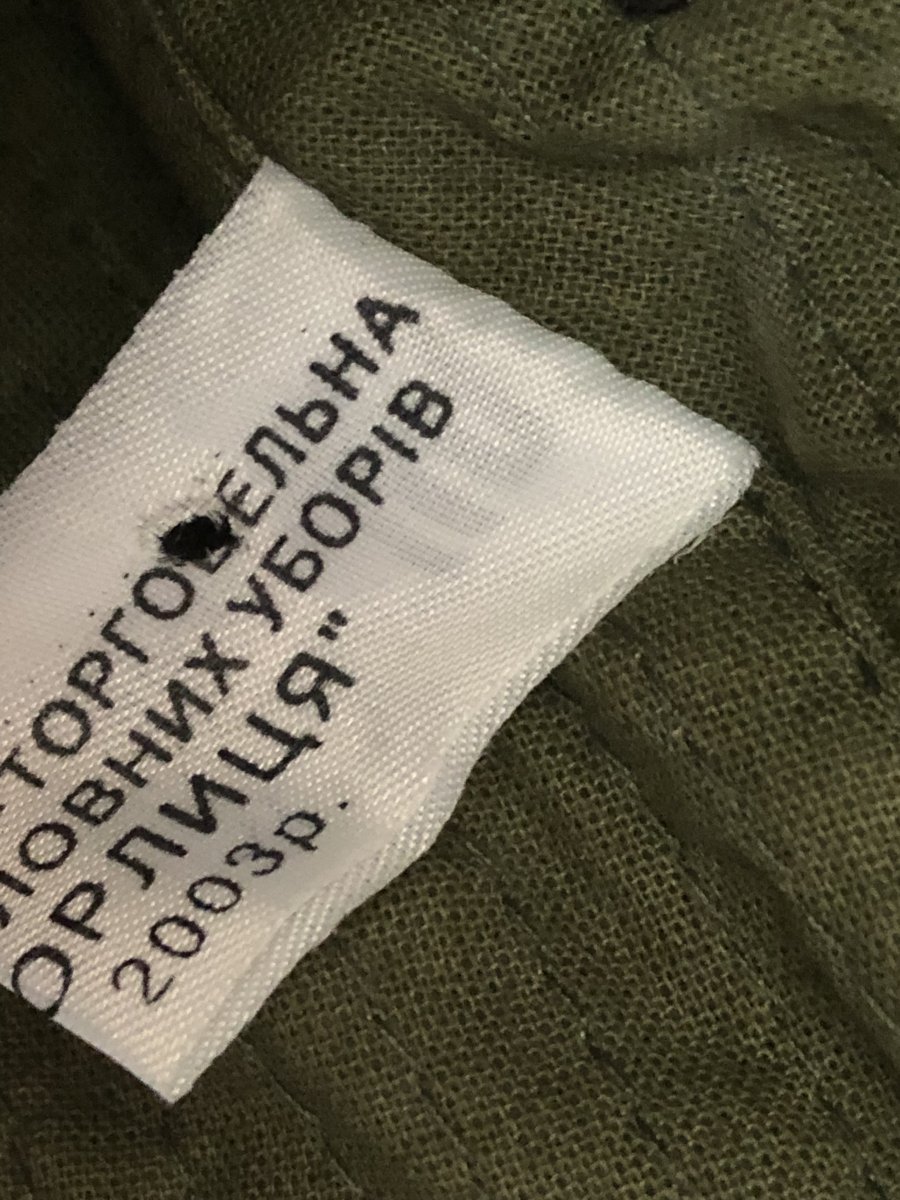 ТОРГОВЕЛЬНА
ЛОВНИХ УБОРІВ
ОРЛИЦЯ"
2003р.